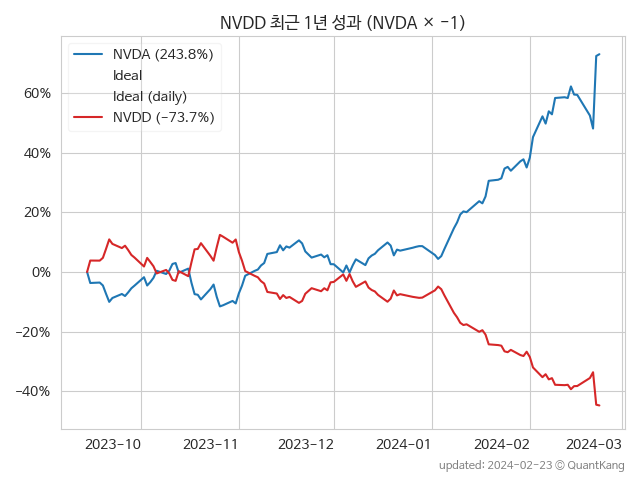 NVDD 최근 1년 성과 (NVDA × −1)
NVDA (243.8%)
Ideal
Ideal (daily)
NVDD (−73.7%)
60%
40%
20%
0%
−20%
−40%
2023−10
2023−11
2023−12
2024−01
2024−02
2024−03
updated: 2024−02−23 © QuantKang